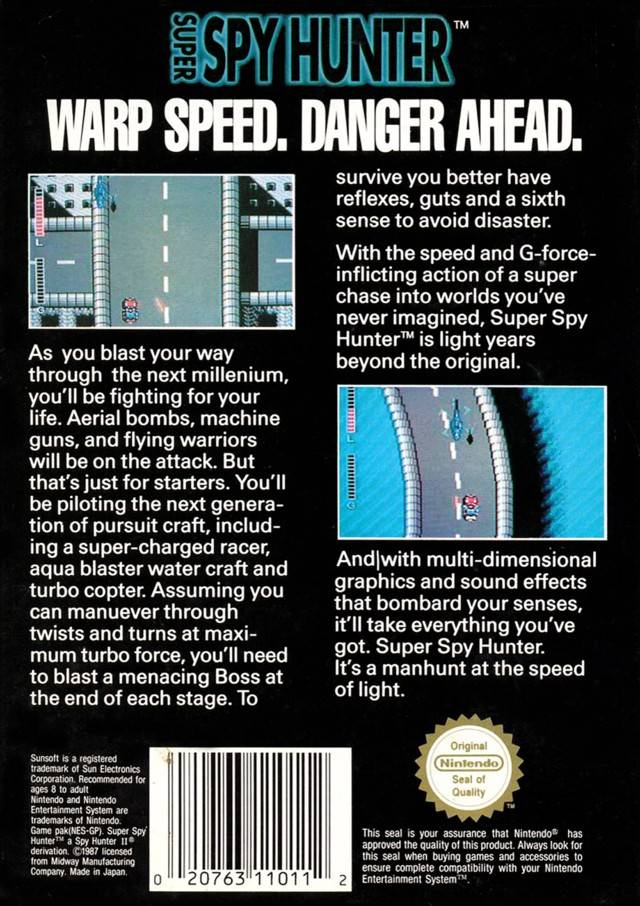 SUPER SPY HUNTER™
WARP SPEED. DANGER AHEAD.
As you blast your way
through the next millenium,
you'll be fighting for your
life. Aerial bombs, machine
guns, and flying warriors
will be on the attack. But
that's just for starters. You'll
be piloting the next genera-
tion of pursuit craft, includ-
ing a super-charged racer,
aqua blaster water craft and
turbo copter. Assuming you
can manuever through
twists and turns at maxi-
mum turbo force, you'll need
to blast a menacing Boss at
the end of each stage. To
survive you better have
reflexes, guts and a sixth
sense to avoid disaster.
With the speed and G-force-
inflicting action of a super
chase into worlds you've
never imagined, Super Spy
Hunter™ is light years
beyond the original.
And|with multi-dimensional
graphics and sound effects
that bombard your senses,
it'll take everything you've
got. Super Spy Hunter.
It's a manhunt at the speed
of light.
Sunsoft is a registered
trademark of Sun Electronics
Corporation. Recommended for
ages 8 to adult
Nintendo and Nintendo
Entertainment System are
trademarks of Nintendo.
Game pak(NES-GP). Super Spy
Hunter™ a Spy Hunter II®
derivation. ©1987 licensed
from Midway Manufacturing
Company. Made in Japan.
0 20763 11011 2
Original
Nintendo
Seal of
Quality
TM
This seal is your assurance that Nintendo® has
approved the quality of this product. Always look for
this seal when buying games and accessories to
ensure complete compatibility with your Nintendo
Entertainment System™.